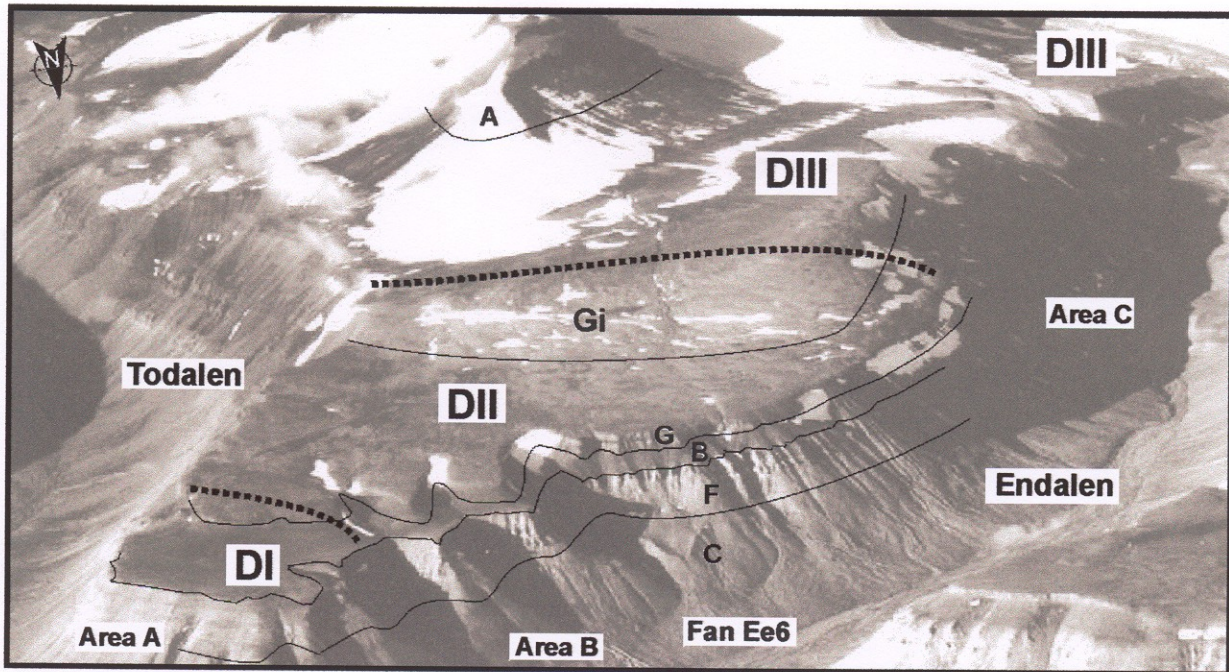 N
DIII
A
DIII
Gi
Area C
Todalen
DII
G
B
F
Endalen
C
DI
Area A
Area B
Fan Ee6